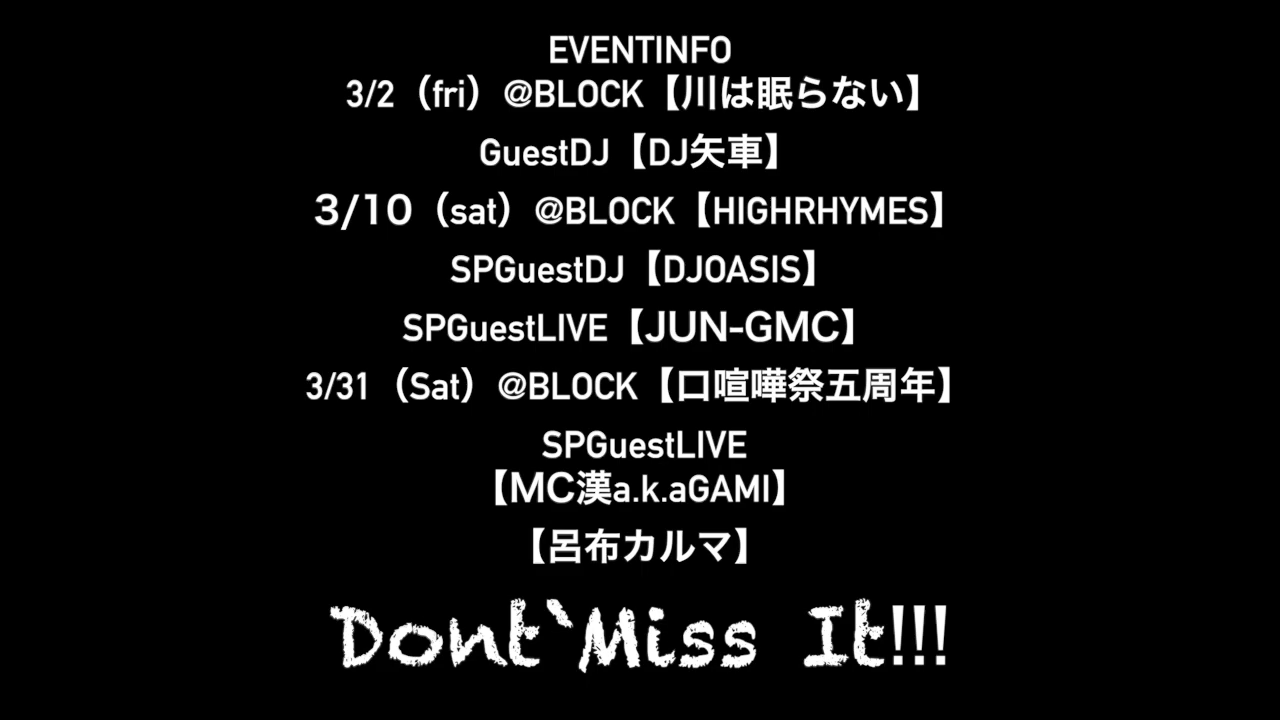 EVENTINFO
3/2（fri）@BLOCK【川は眠らない】
GuestDJ【DJ矢車】
3/10（sat）@BLOCK【HIGHRHYMES】
SPGuestDJ【DJOASIS】
SPGuestLIVE【JUN-GMC】
3/31（Sat）@BLOCK【口喧嘩祭五周年】
SPGuestLIVE
【MC漢a.k.aGAMI】
【呂布カルマ】
Dont`Miss It!!!